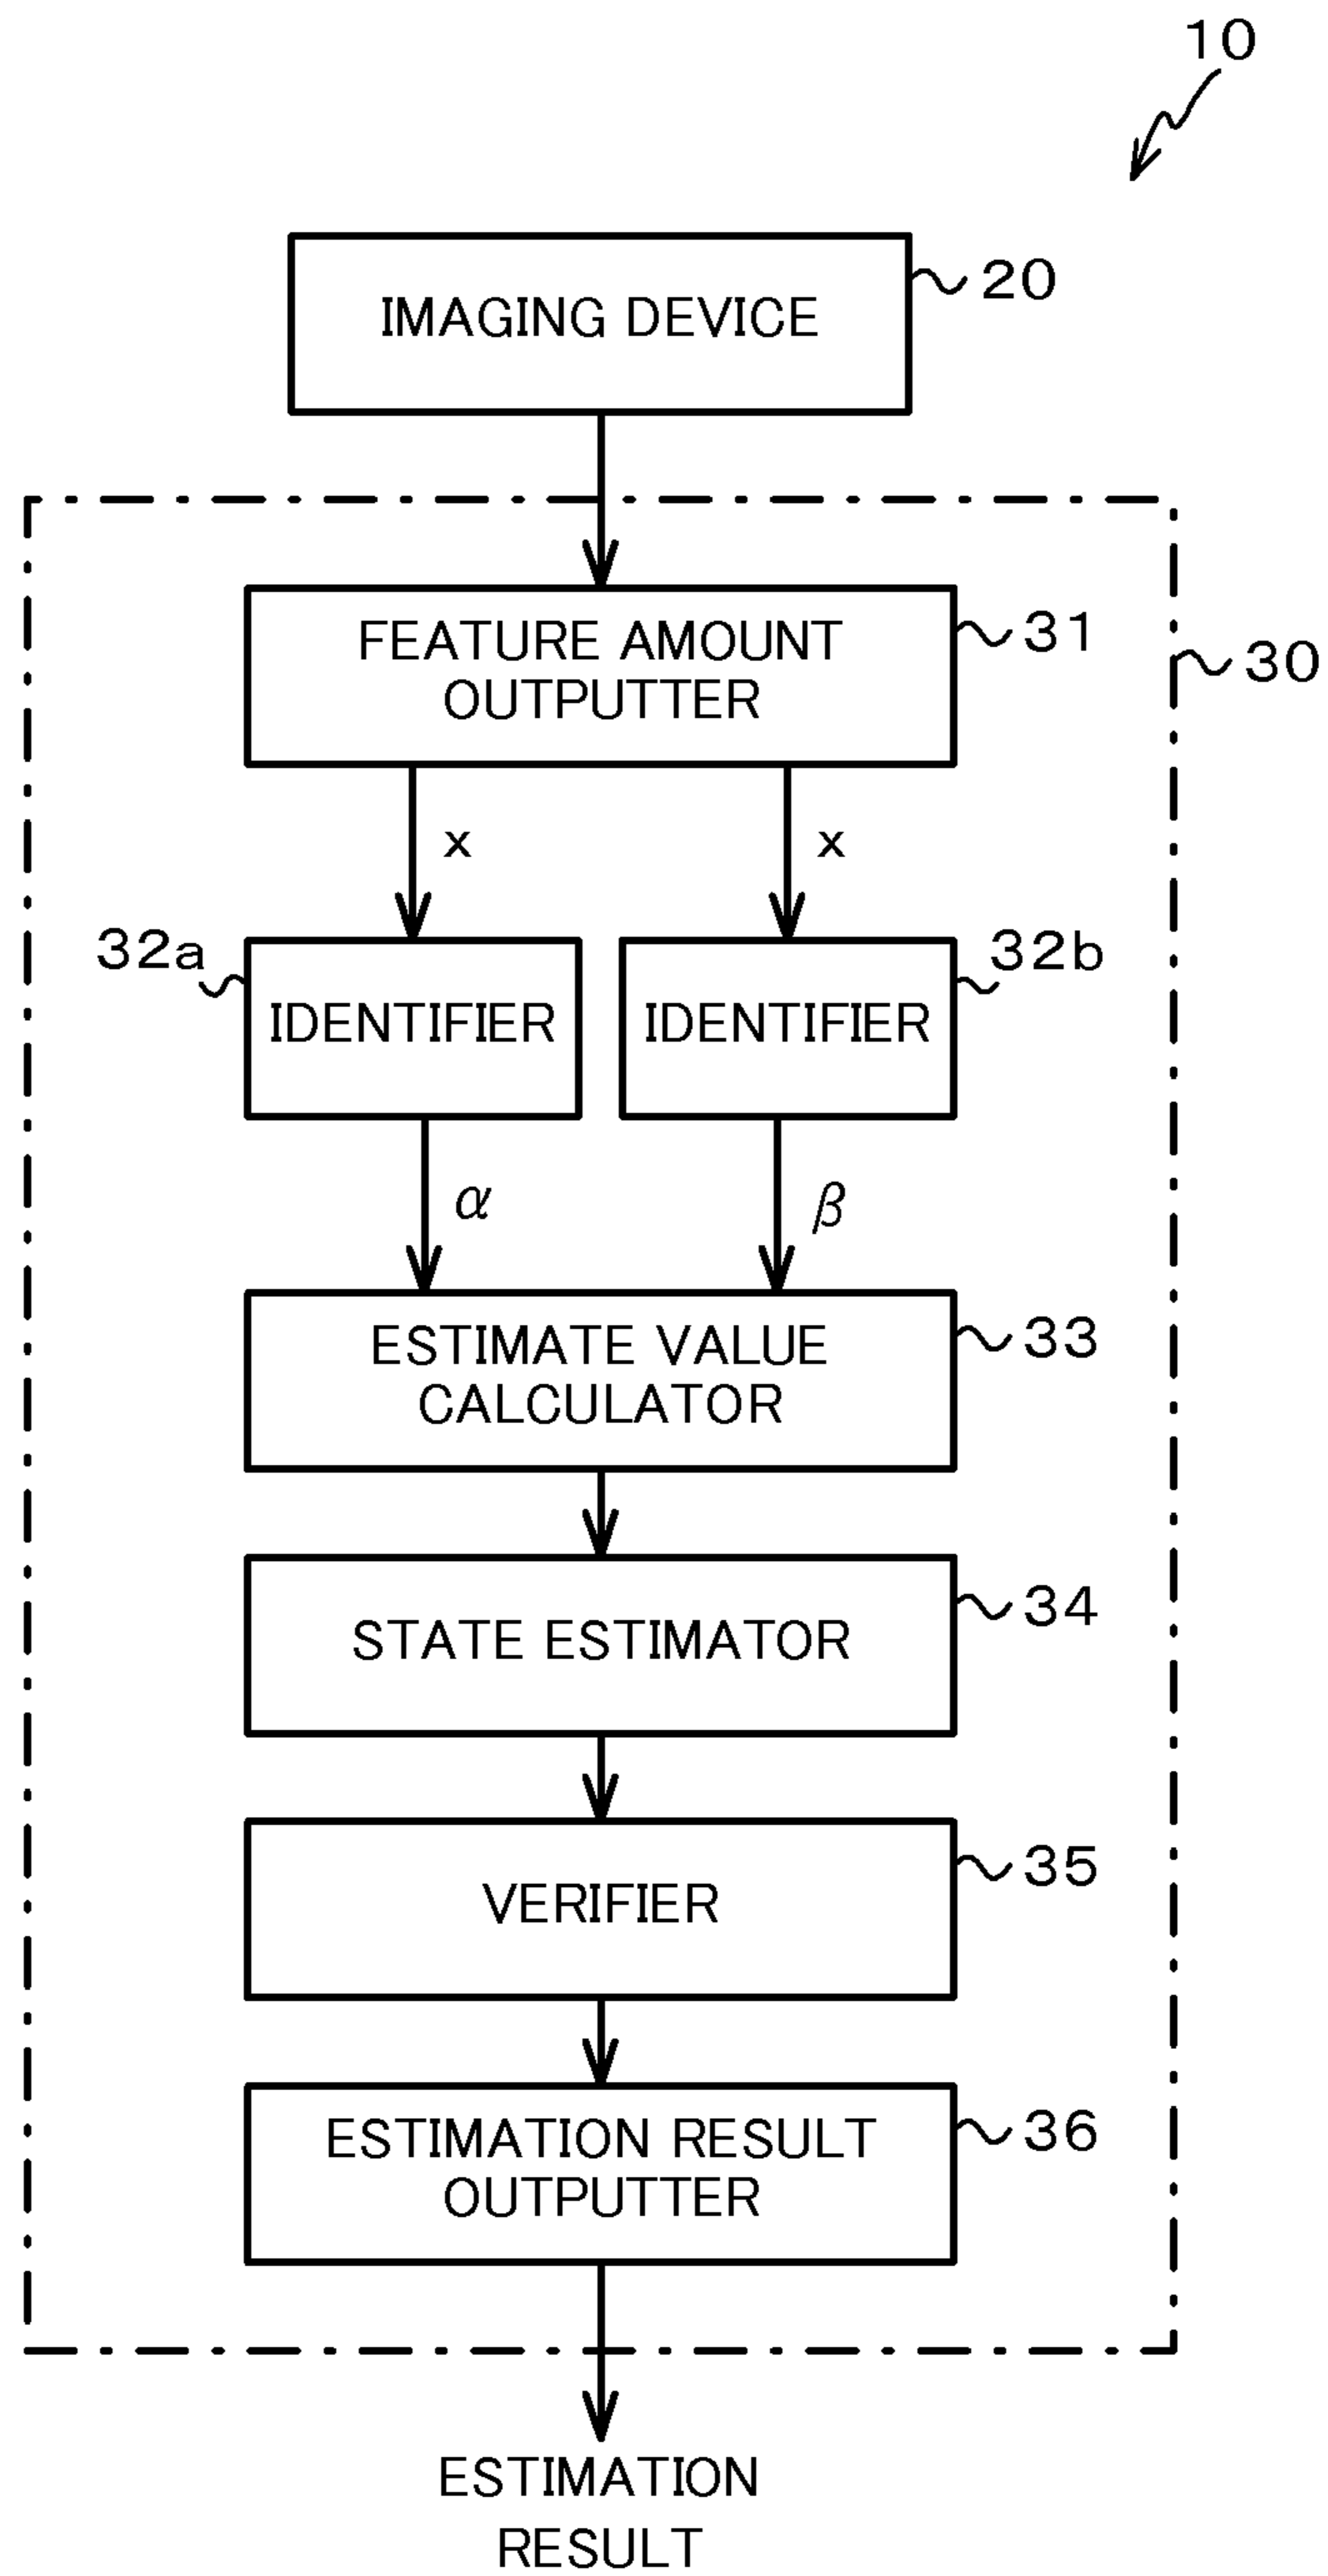 10
IMAGING DEVICE
20
FEATURE AMOUNT
OUTPUTTER
31
30
x
x
32a
IDENTIFIER
IDENTIFIER
32b
α
β
ESTIMATE VALUE
CALCULATOR
33
STATE ESTIMATOR
34
VERIFIER
35
ESTIMATION RESULT
OUTPUTTER
36
ESTIMATION
RESULT